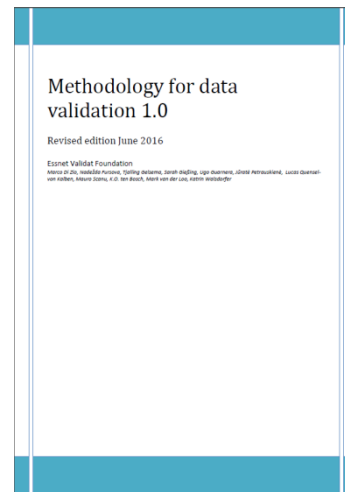 Methodology for data
validation 1.0
Revised edition June 2016
Essnet Validat Foundation
Marco Di Zio, Nadežda Fursova, Tjalling Gelsema, Sarah Gießing, Ugo Guarnera, Jūratė Petrauskienė, Lucas Quensel-
von Kalben, Mauro Scanu, K.O. ten Bosch, Mark van der Loo, Katrin Walsdorfer